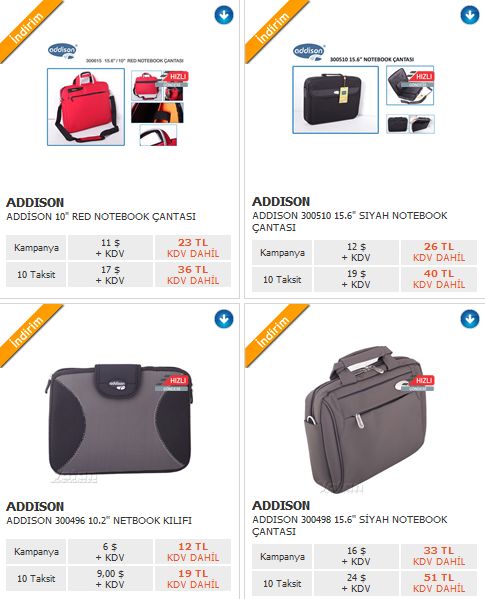 İndirim
addison
300015 15.6"/10" RED NOTEBOOK ÇANTASI
HIZLI
GÖNDERİ
ADDISON
ADDİSON 10" RED NOTEBOOK ÇANTASI
Kampanya 11 $ + KDV 23 TL KDV DAHİL
10 Taksit 17 $ + KDV 36 TL KDV DAHİL
İndirim
addison
300510 15.6" NOTEBOOK ÇANTASI
HIZLI
GÖNDERİ
ADDISON
ADDISON 300510 15.6" SIYAH NOTEBOOK
ÇANTASI
Kampanya 12 $ + KDV 26 TL KDV DAHİL
10 Taksit 19 $ + KDV 40 TL KDV DAHİL
İndirim
addison
HIZLI
GÖNDERİ
ADDISON
ADDISON 300496 10.2" NETBOOK KILIFI
Kampanya 6 $ + KDV 12 TL KDV DAHİL
10 Taksit 9,00 $ + KDV 19 TL KDV DAHİL
İndirim
HIZLI
GÖNDERİ
ADDISON
ADDISON 300498 15.6" SİYAH NOTEBOOK
ÇANTASI
Kampanya 16 $ + KDV 33 TL KDV DAHİL
10 Taksit 24 $ + KDV 51 TL KDV DAHİL